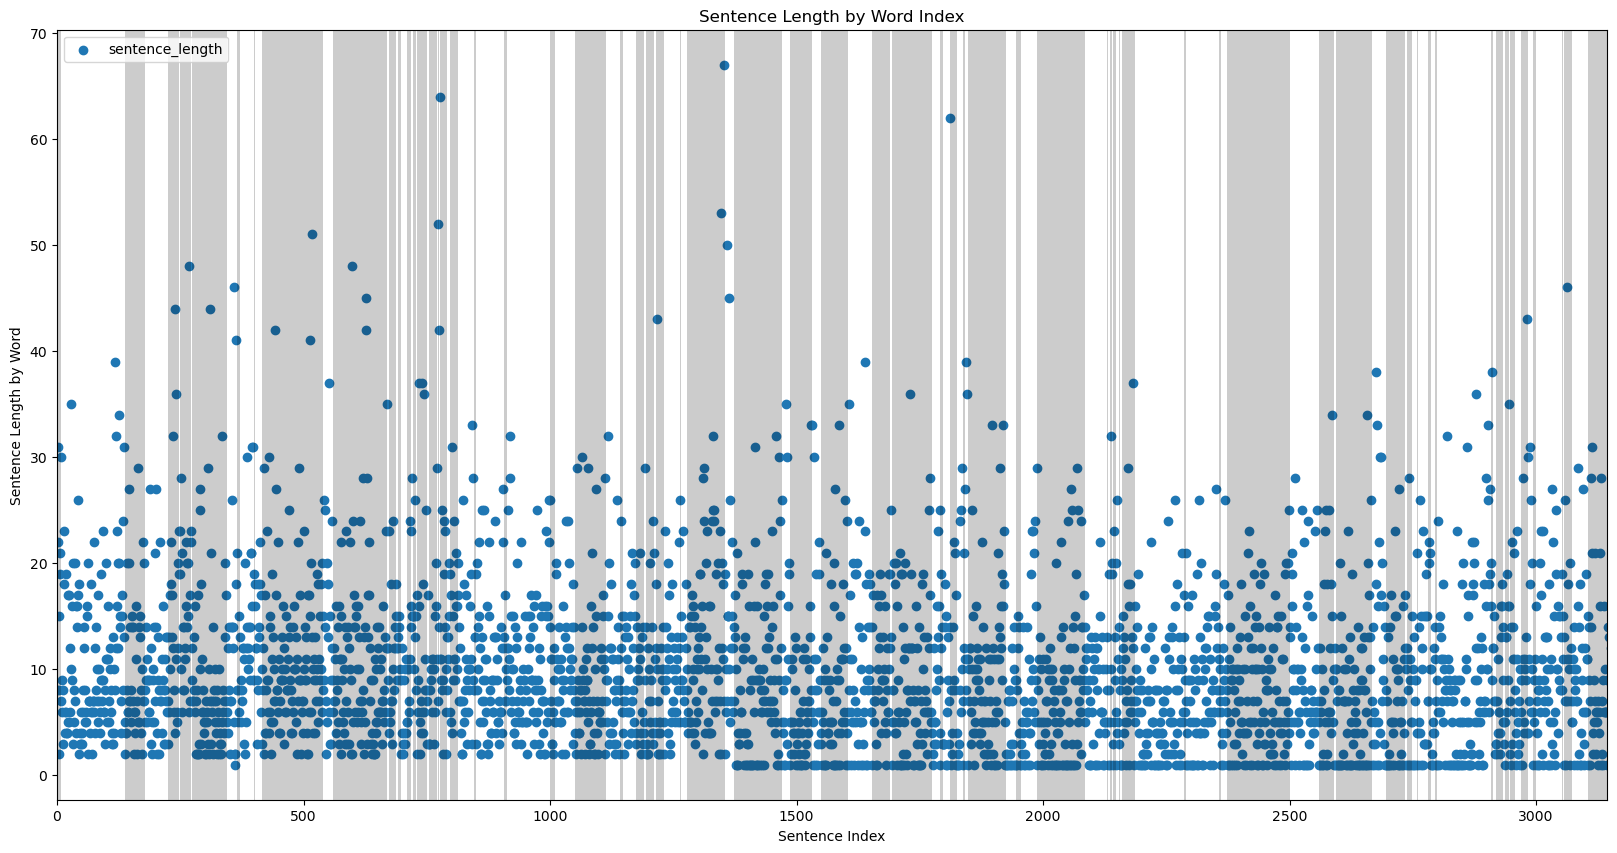 Sentence Length by Word Index
sentence_length
70
60
50
40
30
20
10
0
Sentence Length by Word
0 500 1000 1500 2000 2500 3000
Sentence Index